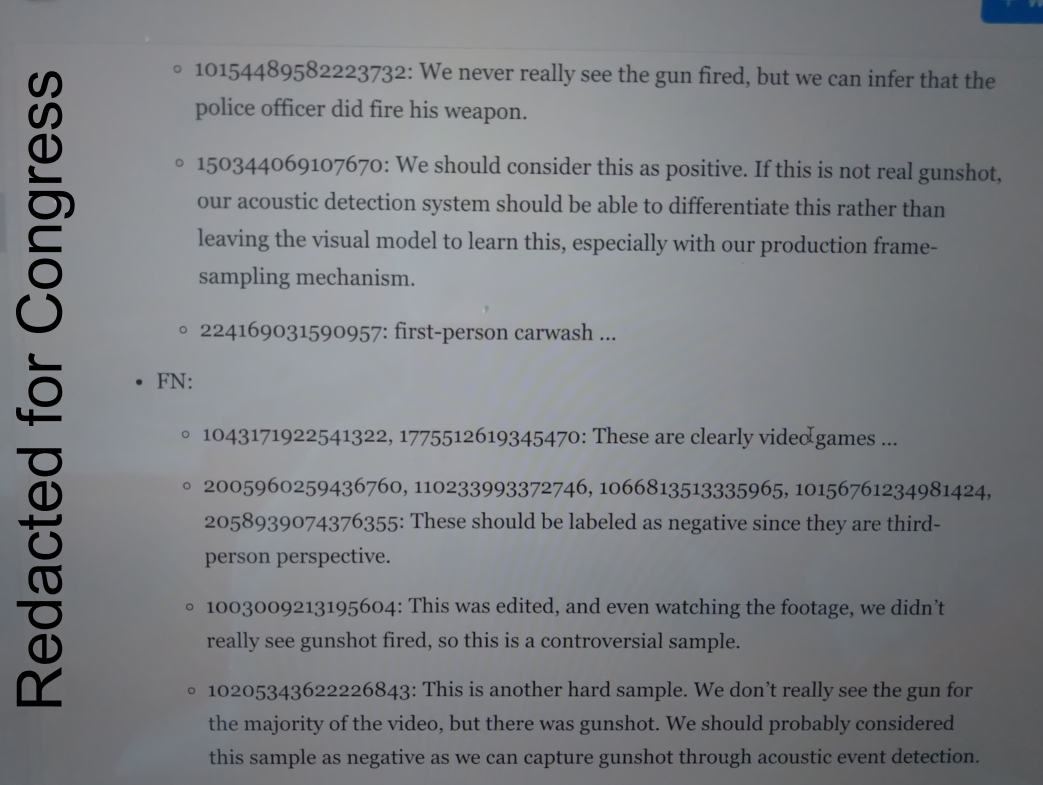 Redacted for Congress
◦ 10154489582223732: We never really see the gun fired, but we can infer that the
police officer did fire his weapon.
◦ 150344069107670: We should consider this as positive. If this is not real gunshot,
our acoustic detection system should be able to differentiate this rather than
leaving the visual model to learn this, especially with our production frame-
sampling mechanism.
◦ 224169031590957: first-person carwash ...
• FN:
◦ 1043171922541322, 1775512619345470: These are clearly video games ...
◦ 2005960259436760, 110233993372746, 1066813513335965, 10156761234981424,
2058939074376355: These should be labeled as negative since they are third-
person perspective.
◦ 1003009213195604: This was edited, and even watching the footage, we didn't
really see gunshot fired, so this is a controversial sample.
◦ 10205343622226843: This is another hard sample. We don't really see the gun for
the majority of the video, but there was gunshot. We should probably considered
this sample as negative as we can capture gunshot through acoustic event detection.